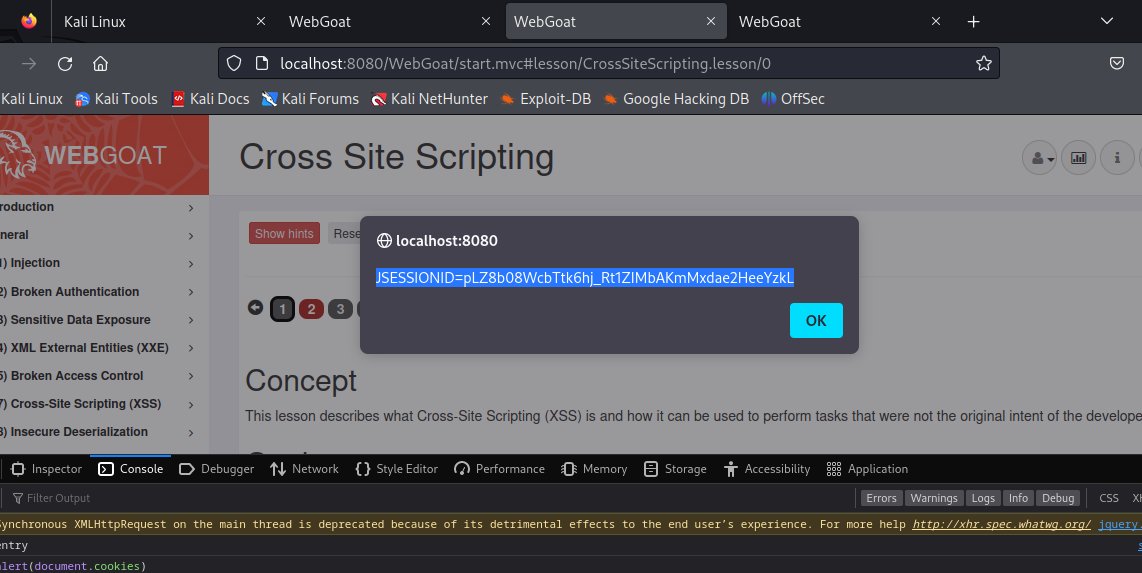 Kali Linux WebGoat WebGoat WebGoat
localhost:8080/WebGoat/start.mvc#lesson/CrossSiteScripting.lesson/0
Kali Linux Kali Tools Kali Docs Kali Forums Kali NetHunter Exploit-DB Google Hacking DB OffSec
WEBGOAT
Cross Site Scripting
roduction
neral
1) Injection
2) Broken Authentication
3) Sensitive Data Exposure
4) XML External Entities (XXE)
5) Broken Access Control
7) Cross-Site Scripting (XSS)
8) Insecure Deserialization
Show hints Rese
localhost:8080
JSESSIONID=pLZ8b08WcbTtk6hj_Rt1ZIMbAKmMxdae2HeeYzkL
OK
1 2 3
Concept
This lesson describes what Cross-Site Scripting (XSS) is and how it can be used to perform tasks that were not the original intent of the develope
Inspector Console Debugger Network Style Editor Performance Memory Storage Accessibility Application
Filter Output Errors Warnings Logs Info Debug CSS XH
Synchronous XMLHttpRequest on the main thread is deprecated because of its detrimental effects to the end user's experience. For more help http://xhr.spec.whatwg.org/ jquery.
entry
alert(document.cookies)